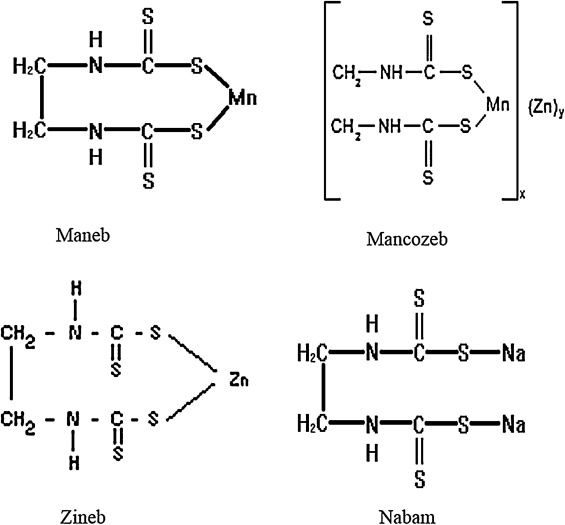 H S
H₂C N C S
Mn
H₂C N C S
H S
Maneb
S
CH₂ NH C S
Mn (Zn)y
CH₂ NH C S
S
x
Mancozeb
H
CH₂ N C S
S
Zn
CH₂ N C S
H S
Zineb
S
H
H₂C N C S Na
H₂C N C S Na
H
S
Nabam